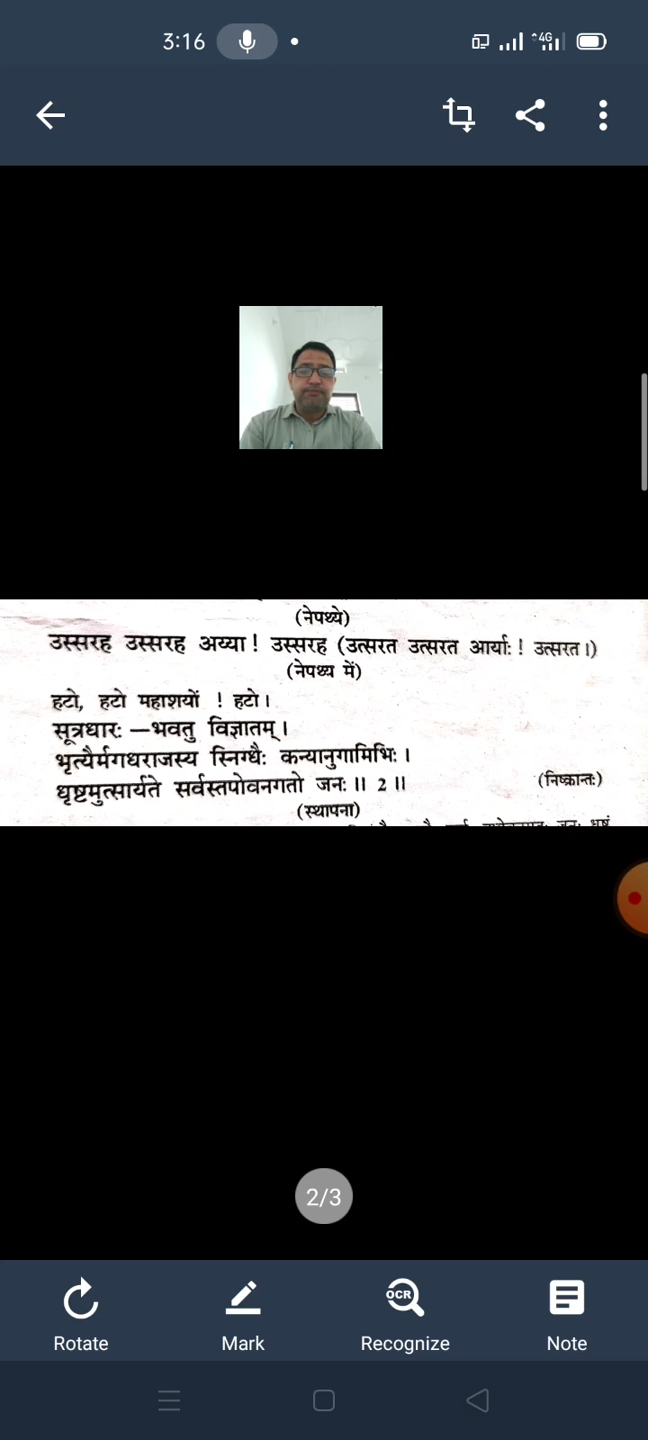 3:16
4G
(नेपथ्ये)
उस्सरह उस्सरह अय्या ! उस्सरह (उत्सरत उत्सरत आर्याः ! उत्सरत।)
(नेपथ्य में)
हटो, हटो महाशयों ! हटो।
सूत्रधारः —भवतु विज्ञातम्।
भृत्यैर्मगधराजस्य स्निग्धैः कन्यानुगामिभिः ।
धृष्टमुत्सार्यते सर्वस्तपोवनगतो जनः ॥ 2 ॥ (निष्क्रान्तः)
(स्थापना)
2/3
OCR
Rotate Mark Recognize Note